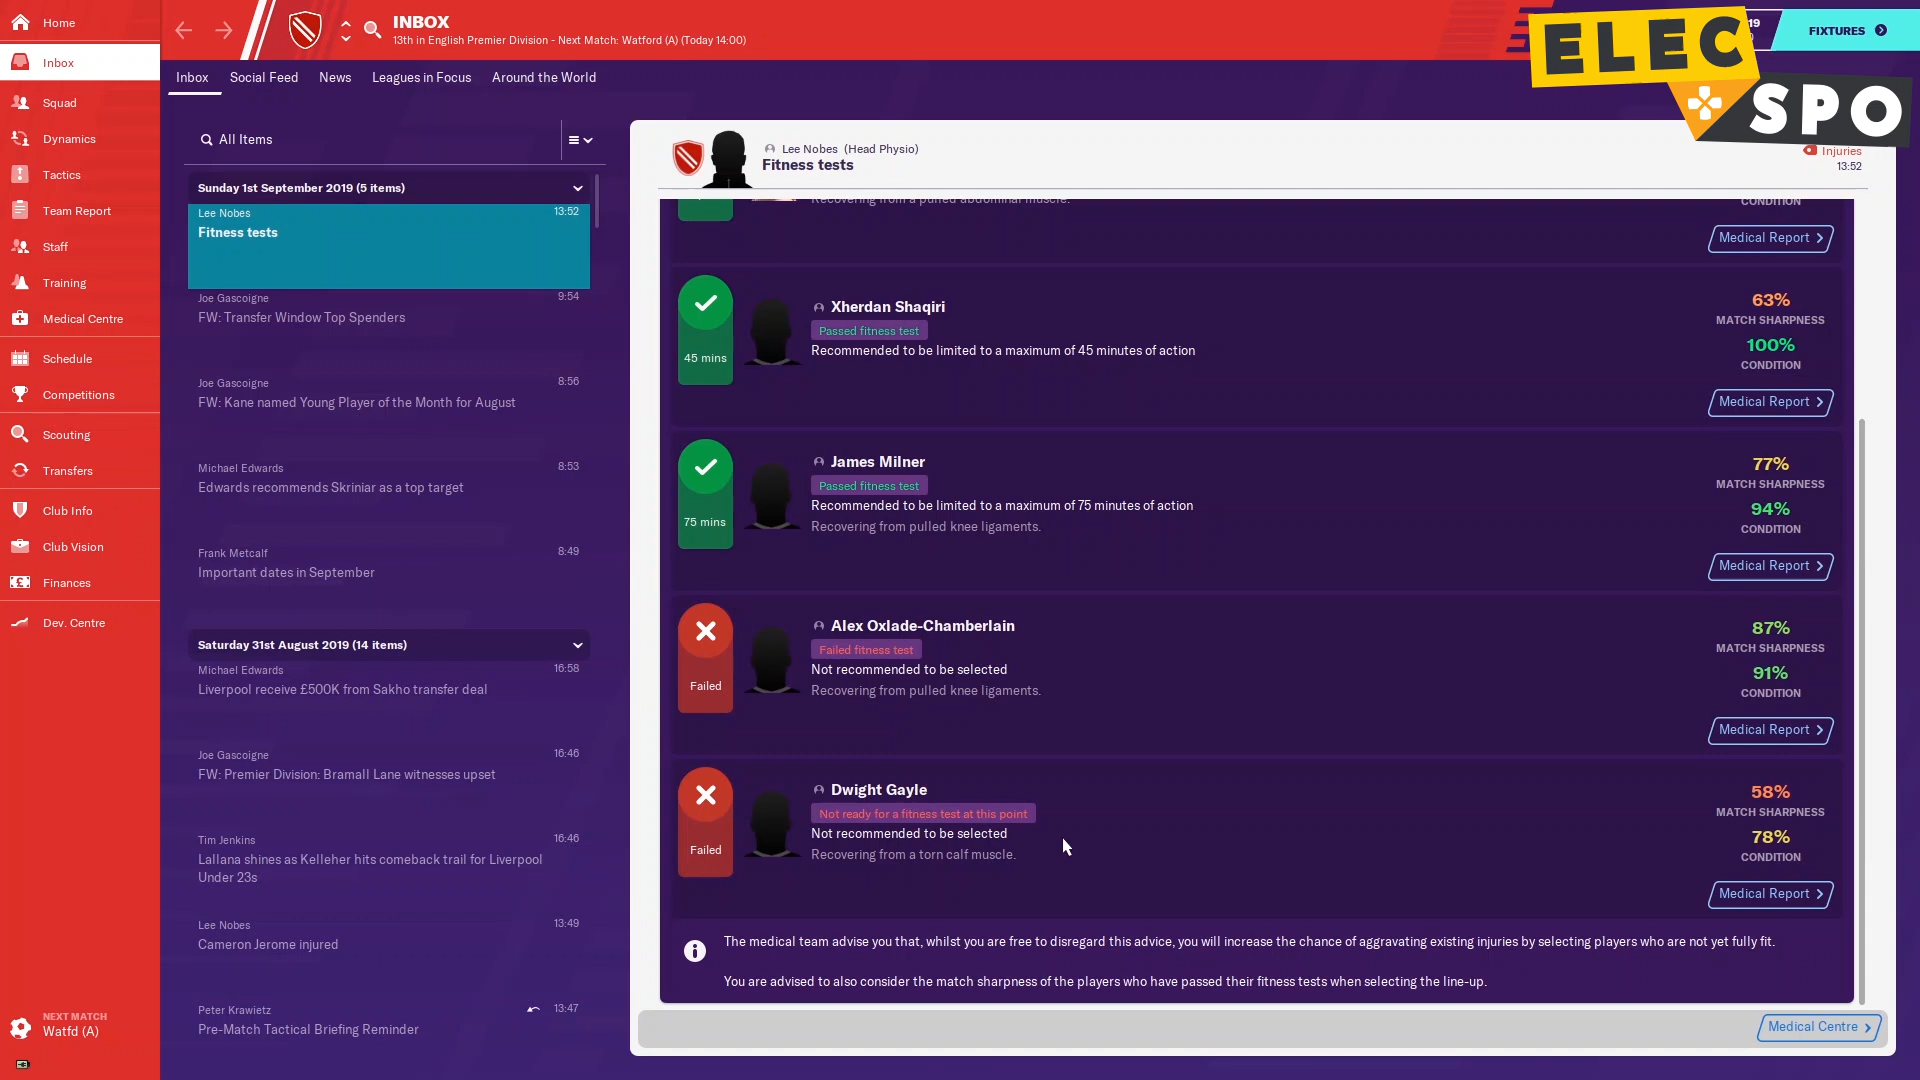 Home
Inbox
Squad
Dynamics
Tactics
Team Report
Staff
Training
Medical Centre
Schedule
Competitions
Scouting
Transfers
Club Info
Club Vision
Finances
Dev. Centre
NEXT MATCH
Watfd (A)
INBOX
13th in English Premier Division - Next Match: Watford (A) (Today 14:00)
19
FIXTURES
ELEC
SPO
Inbox Social Feed News Leagues in Focus Around the World
All Items
Sunday 1st September 2019 (5 items)
Lee Nobes 13:52
Fitness tests
Joe Gascoigne 9:54
FW: Transfer Window Top Spenders
Joe Gascoigne 8:56
FW: Kane named Young Player of the Month for August
Michael Edwards 8:53
Edwards recommends Skriniar as a top target
Frank Metcalf 8:49
Important dates in September
Saturday 31st August 2019 (14 items)
Michael Edwards 16:58
Liverpool receive £500K from Sakho transfer deal
Joe Gascoigne 16:46
FW: Premier Division: Bramall Lane witnesses upset
Tim Jenkins 16:46
Lallana shines as Kelleher hits comeback trail for Liverpool
Under 23s
Lee Nobes 13:49
Cameron Jerome injured
Peter Krawietz 13:47
Pre-Match Tactical Briefing Reminder
Lee Nobes (Head Physio)
Fitness tests
Injuries
13:52
Recovering from a pulled abdominal muscle.
CONDITION
Medical Report
45 mins
Xherdan Shaqiri
Passed fitness test
Recommended to be limited to a maximum of 45 minutes of action
63%
MATCH SHARPNESS
100%
CONDITION
Medical Report
75 mins
James Milner
Passed fitness test
Recommended to be limited to a maximum of 75 minutes of action
Recovering from pulled knee ligaments.
77%
MATCH SHARPNESS
94%
CONDITION
Medical Report
Failed
Alex Oxlade-Chamberlain
Failed fitness test
Not recommended to be selected
Recovering from pulled knee ligaments.
87%
MATCH SHARPNESS
91%
CONDITION
Medical Report
Failed
Dwight Gayle
Not ready for a fitness test at this point
Not recommended to be selected
Recovering from a torn calf muscle.
58%
MATCH SHARPNESS
78%
CONDITION
Medical Report
The medical team advise you that, whilst you are free to disregard this advice, you will increase the chance of aggravating existing injuries by selecting players who are not yet fully fit.
You are advised to also consider the match sharpness of the players who have passed their fitness tests when selecting the line-up.
Medical Centre